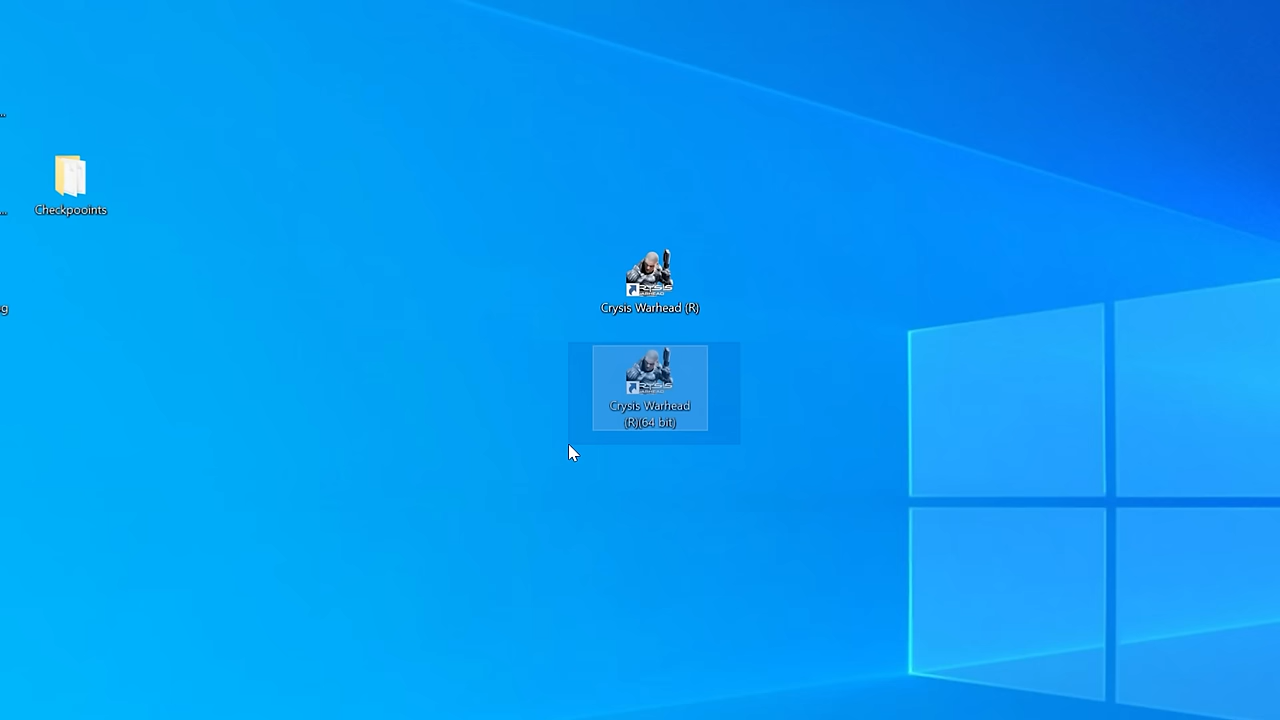 Checkpooints
g
Crysis Warhead (R)
Crysis Warhead
(R)(64 bit)